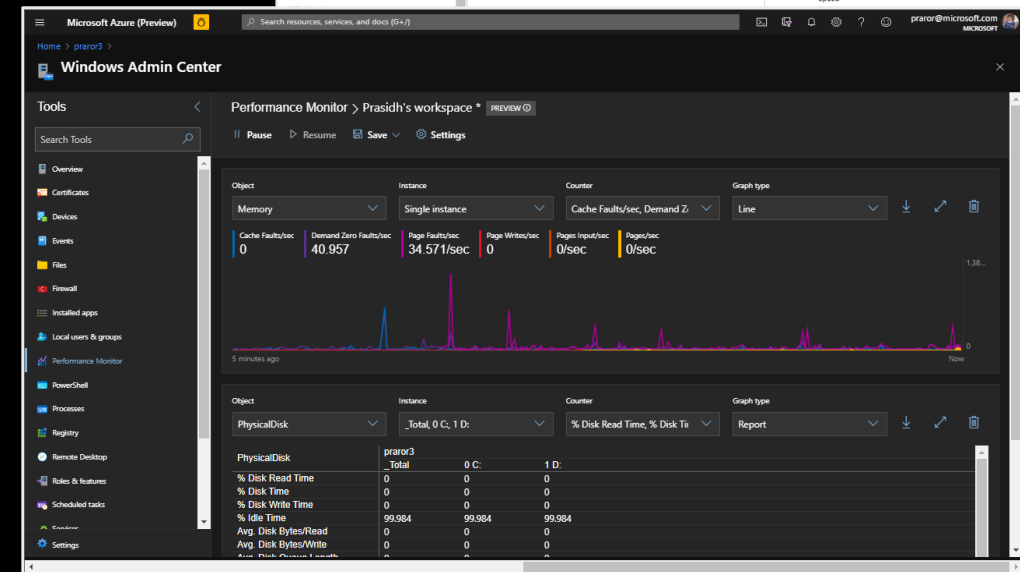 Microsoft Azure (Preview)
Search resources, services, and docs (G+/)
praror@microsoft.com
MICROSOFT
Home > praror3 >
Windows Admin Center
Tools
Search Tools
Overview
Certificates
Devices
Events
Files
Firewall
Installed apps
Local users & groups
Performance Monitor
PowerShell
Processes
Registry
Remote Desktop
Roles & features
Scheduled tasks
Services
Settings
Performance Monitor > Prasidh's workspace * PREVIEW
Pause Resume Save Settings
Object Instance Counter Graph type
Memory Single instance Cache Faults/sec, Demand Z Line
Cache Faults/sec Demand Zero Faults/sec Page Faults/sec Page Writes/sec Pages Input/sec Pages/sec
0 40.957 34.571/sec 0 0/sec 0/sec
1.38...
0
5 minutes ago Now
Object Instance Counter Graph type
PhysicalDisk _Total, 0 C:, 1 D: % Disk Read Time, % Disk Ti Report
PhysicalDisk praror3
_Total 0 C: 1 D:
% Disk Read Time 0 0 0
% Disk Time 0 0 0
% Disk Write Time 0 0 0
% Idle Time 99.984 99.984 99.984
Avg. Disk Bytes/Read 0 0 0
Avg. Disk Bytes/Write 0 0 0
Avg. Disk Queue Length 0 0 0